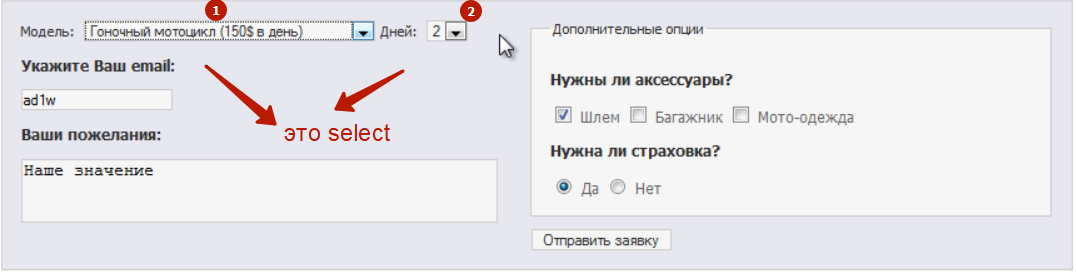 1 2
Модель: Гоночный мотоцикл (150$ в день) Дней: 2
Укажите Ваш email:
ad1w
это select
Ваши пожелания:
Наше значение
Дополнительные опции
Нужны ли аксессуары?
Шлем Багажник Мото-одежда
Нужна ли страховка?
Да Нет
Отправить заявку